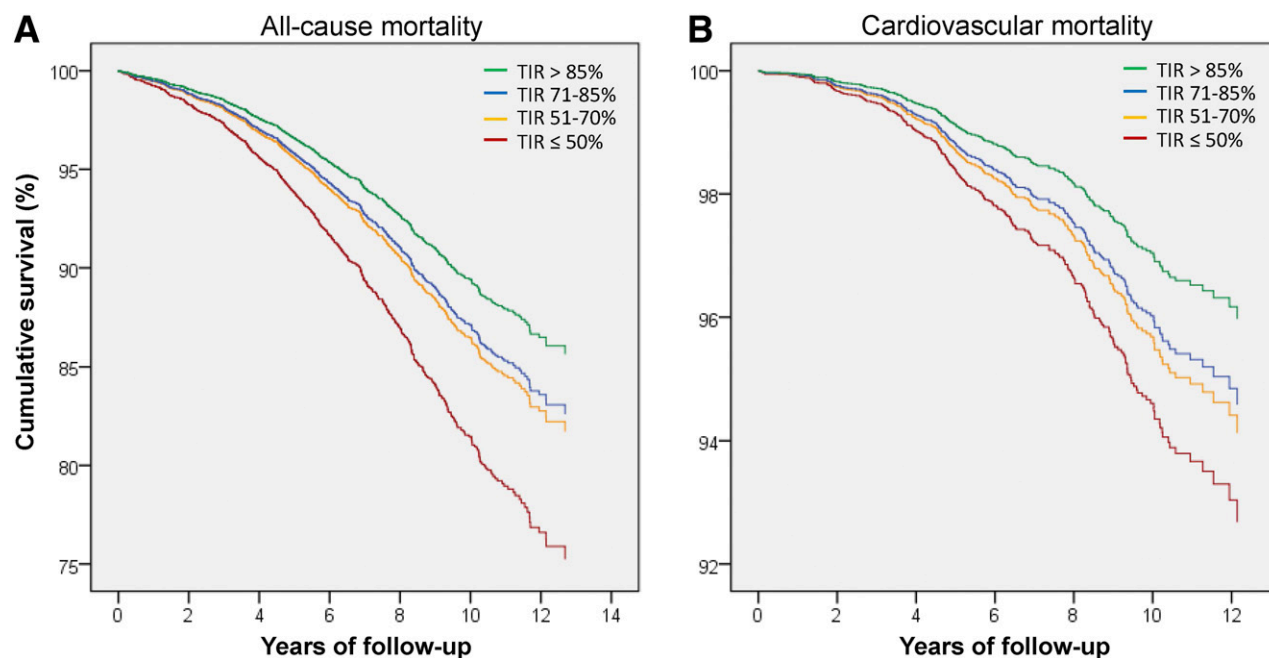 A All-cause mortality
TIR > 85%
TIR 71-85%
TIR 51-70%
TIR ≤ 50%
100
95
90
85
80
75
Cumulative survival (%)
0 2 4 6 8 10 12 14
Years of follow-up
B Cardiovascular mortality
TIR > 85%
TIR 71-85%
TIR 51-70%
TIR ≤ 50%
100
98
96
94
92
0 2 4 6 8 10 12
Years of follow-up